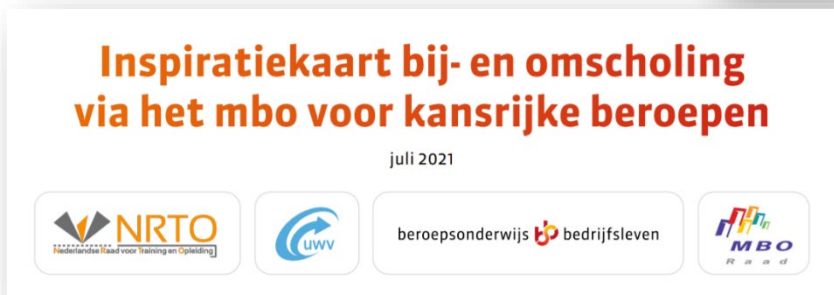 Inspiratiekaart bij- en omscholing
via het mbo voor kansrijke beroepen
juli 2021
NRTO
Nederlandse Raad voor Training en Opleiding
UWV
beroepsonderwijs bedrijfsleven
MBO
Raad